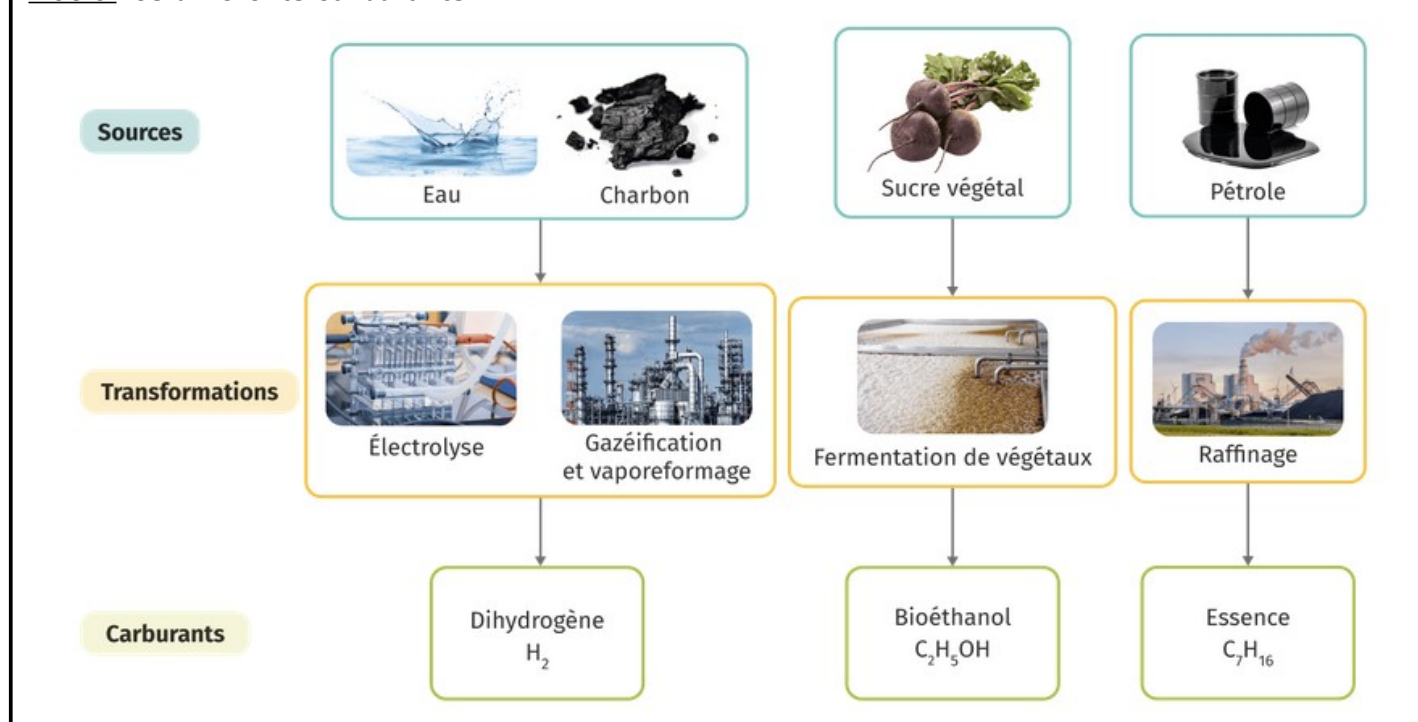 Sources
Eau
Charbon
Sucre végétal
Pétrole
Transformations
Électrolyse
Gazéification
et vaporeformage
Fermentation de végétaux
Raffinage
Carburants
Dihydrogène
H₂
Bioéthanol
C₂H₅OH
Essence
C₇H₁₆